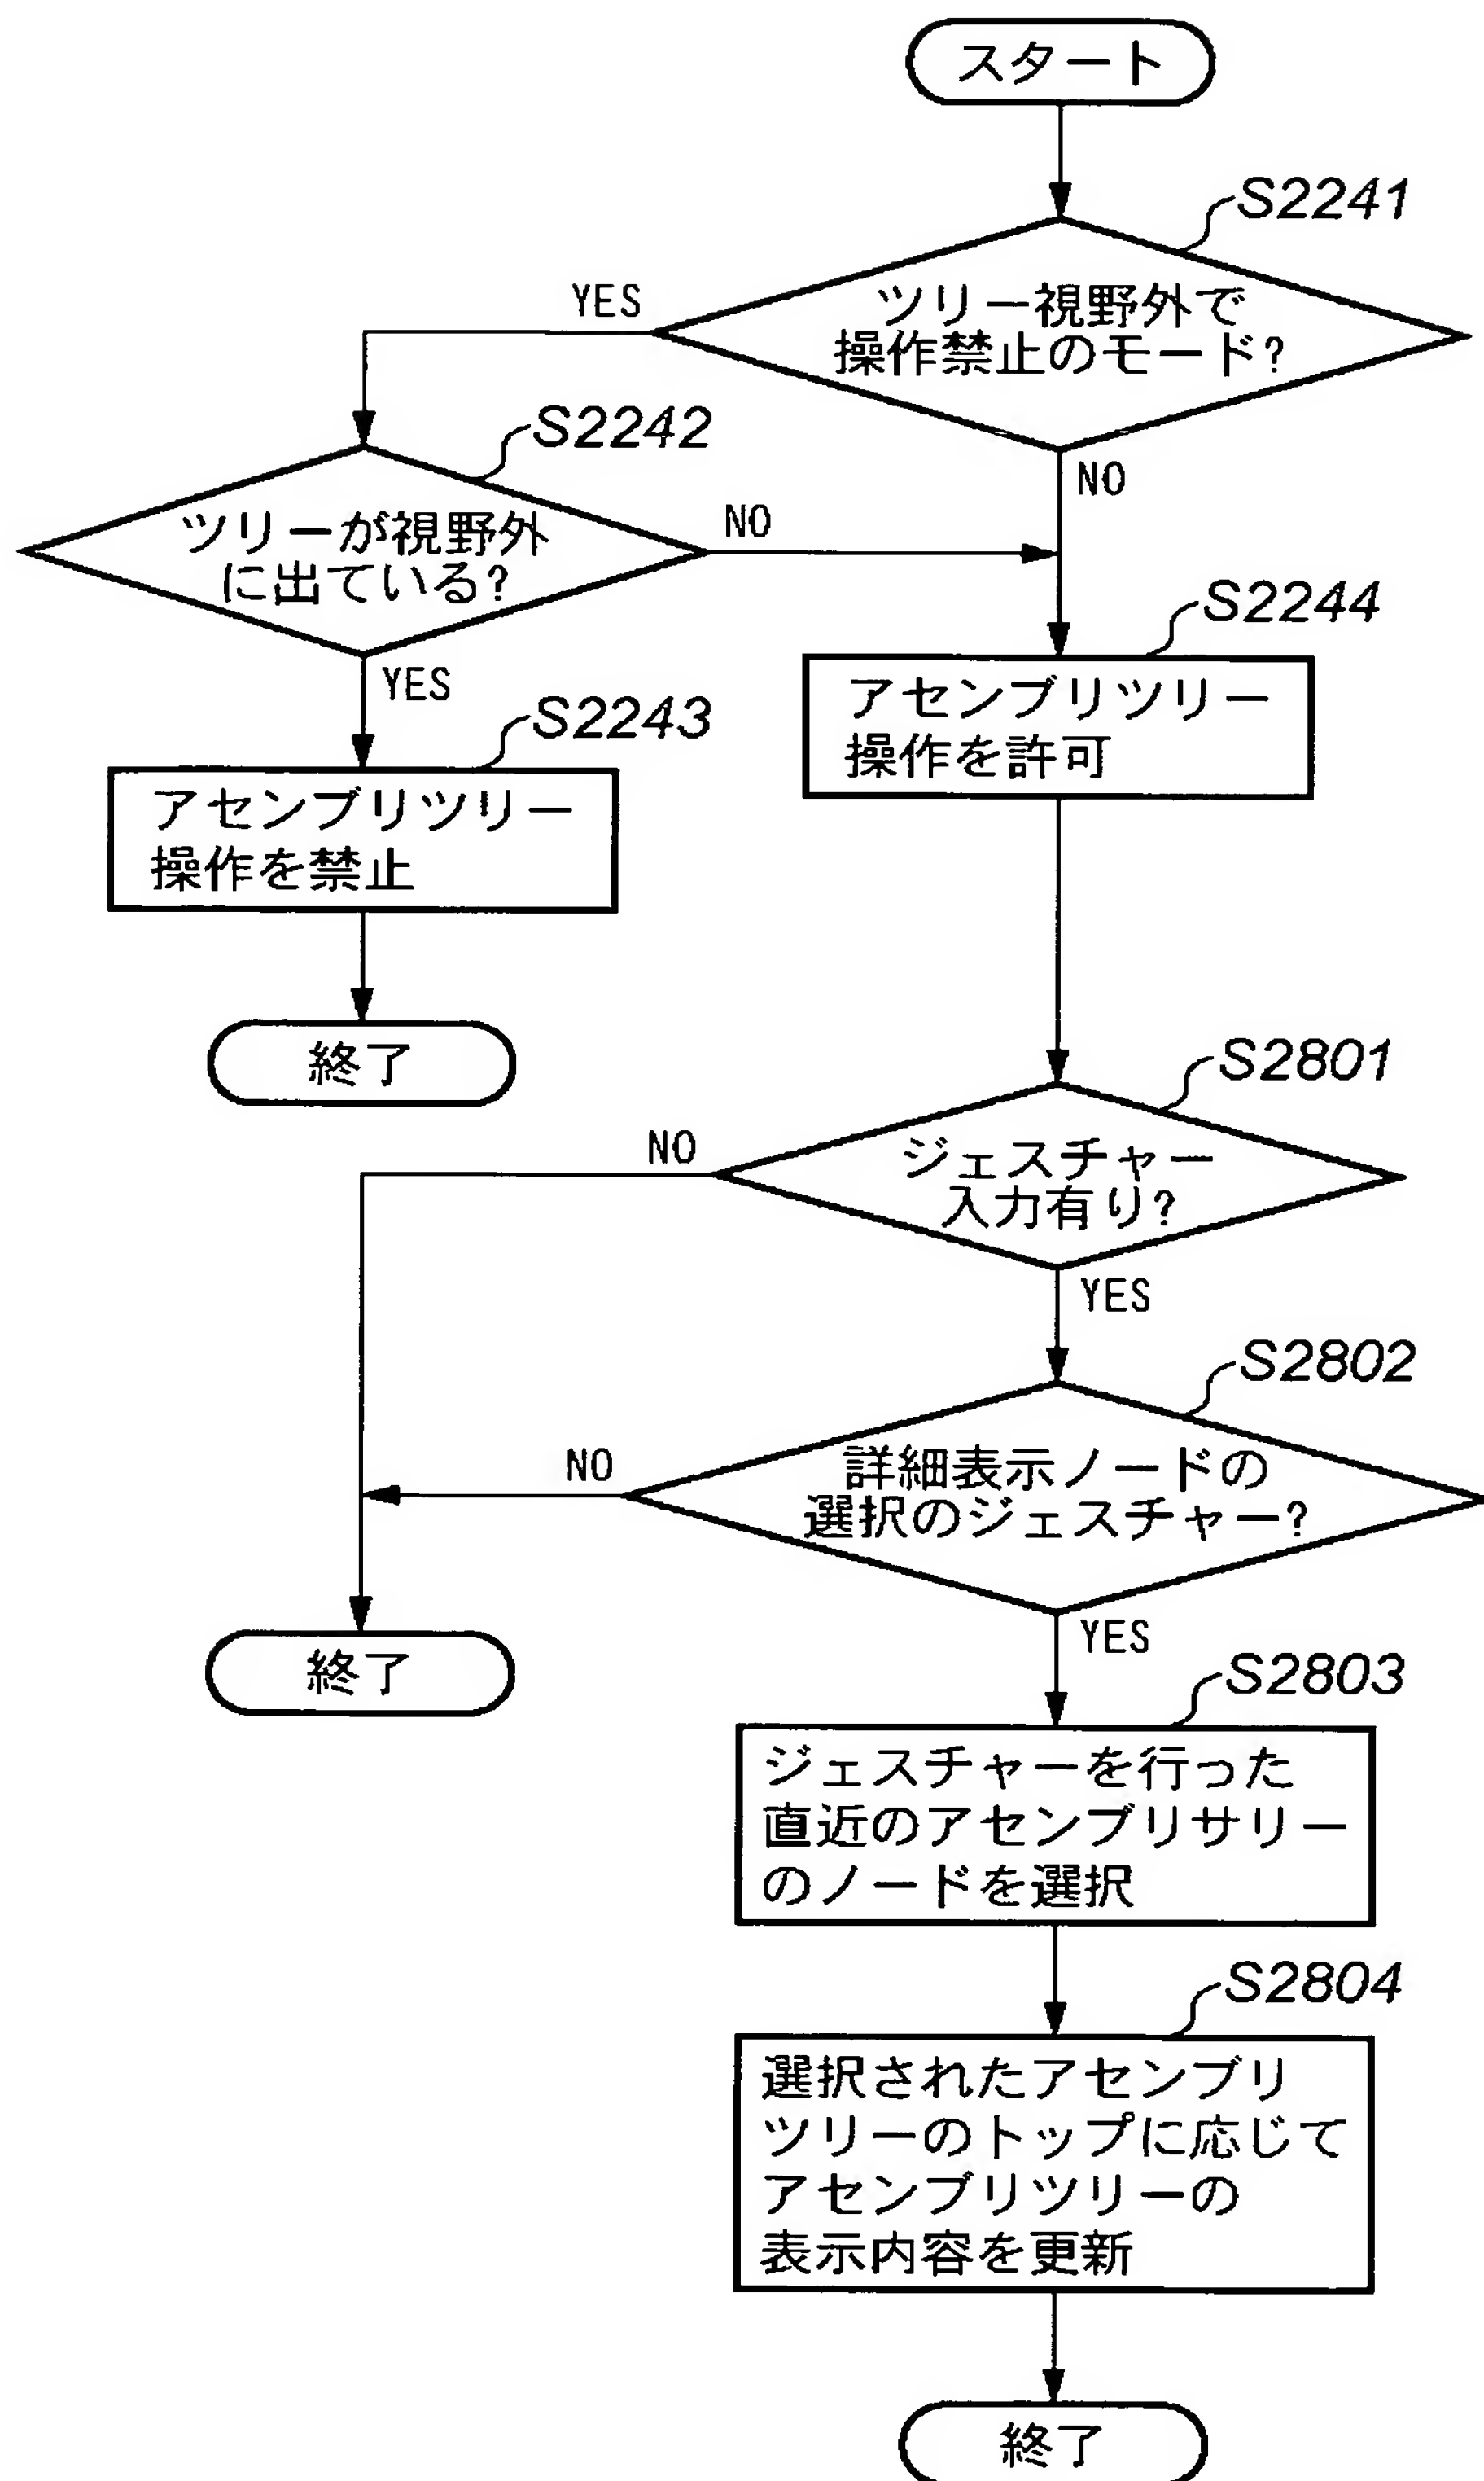 スタート
S2241
YES
ツリー視野外で
操作禁止のモード?
S2242
NO
NO
ツリーが視野外
に出ている?
S2244
YES
S2243
アセンブリツリー
操作を許可
アセンブリツリー
操作を禁止
終了
S2801
NO
ジェスチャー
入力有り?
YES
S2802
NO
詳細表示ノードの
選択のジェスチャー?
YES
終了
S2803
ジェスチャーを行った
直近のアセンブリサリー
のノードを選択
S2804
選択されたアセンブリ
ツリーのトップに応じて
アセンブリツリーの
表示内容を更新
終了